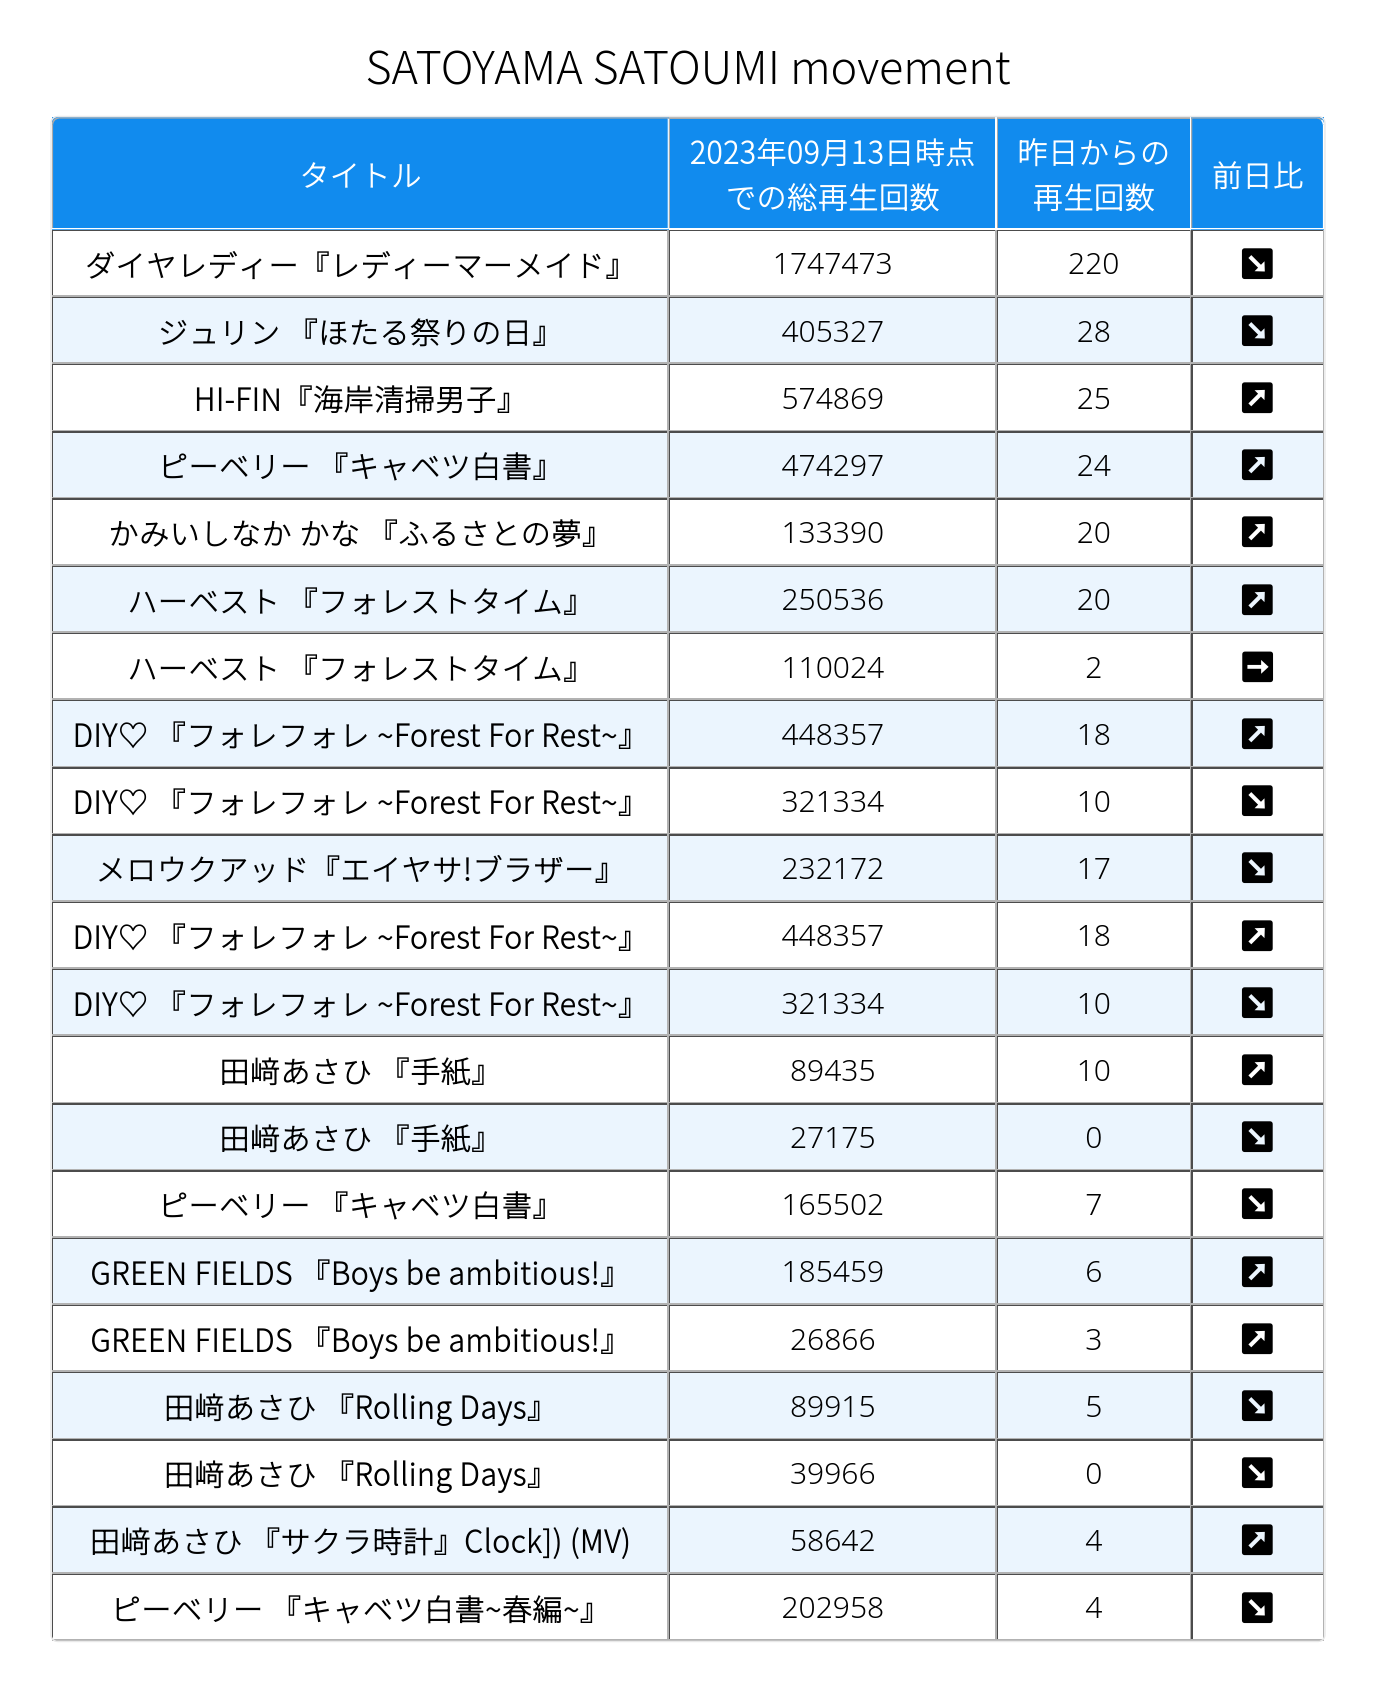 SATOYAMA SATOUMI movement
タイトル 2023年09月13日時点での総再生回数 昨日からの再生回数 前日比
ダイヤレディー『レディーマーメイド』 1747473 220 ↘
ジュリン 『ほたる祭りの日』 405327 28 ↘
HI-FIN『海岸清掃男子』 574869 25 ↗
ピーベリー 『キャベツ白書』 474297 24 ↗
かみいしなか かな 『ふるさとの夢』 133390 20 ↗
ハーベスト 『フォレストタイム』 250536 20 ↗
ハーベスト 『フォレストタイム』 110024 2 →
DIY♡ 『フォレフォレ ~Forest For Rest~』 448357 18 ↗
DIY♡ 『フォレフォレ ~Forest For Rest~』 321334 10 ↘
メロウクアッド『エイヤサ!ブラザー』 232172 17 ↘
DIY♡ 『フォレフォレ ~Forest For Rest~』 448357 18 ↗
DIY♡ 『フォレフォレ ~Forest For Rest~』 321334 10 ↘
田﨑あさひ 『手紙』 89435 10 ↗
田﨑あさひ 『手紙』 27175 0 ↘
ピーベリー 『キャベツ白書』 165502 7 ↘
GREEN FIELDS 『Boys be ambitious!』 185459 6 ↗
GREEN FIELDS 『Boys be ambitious!』 26866 3 ↗
田﨑あさひ 『Rolling Days』 89915 5 ↘
田﨑あさひ 『Rolling Days』 39966 0 ↘
田﨑あさひ 『サクラ時計』Clock]) (MV) 58642 4 ↗
ピーベリー 『キャベツ白書~春編~』 202958 4 ↘